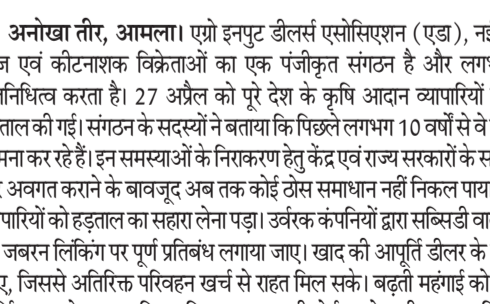 अनोखा तीर, आमला। एग्रो इनपुट डीलर्स एसोसिएशन (एडा), नई
एवं कीटनाशक विक्रेताओं का एक पंजीकृत संगठन है और लगभ
निधित्व करता है। 27 अप्रैल को पूरे देश के कृषि आदान व्यापारियों
ताल की गई। संगठन के सदस्यों ने बताया कि पिछले लगभग 10 वर्षों से वे
मना कर रहे हैं। इन समस्याओं के निराकरण हेतु केंद्र एवं राज्य सरकारों के स
अवगत कराने के बावजूद अब तक कोई ठोस समाधान नहीं निकल पाय
पारियों को हड़ताल का सहारा लेना पड़ा। उर्वरक कंपनियों द्वारा सब्सिडी वा
जबरन लिंकिंग पर पूर्ण प्रतिबंध लगाया जाए। खाद की आपूर्ति डीलर के
ए, जिससे अतिरिक्त परिवहन खर्च से राहत मिल सके। बढ़ती महंगाई को